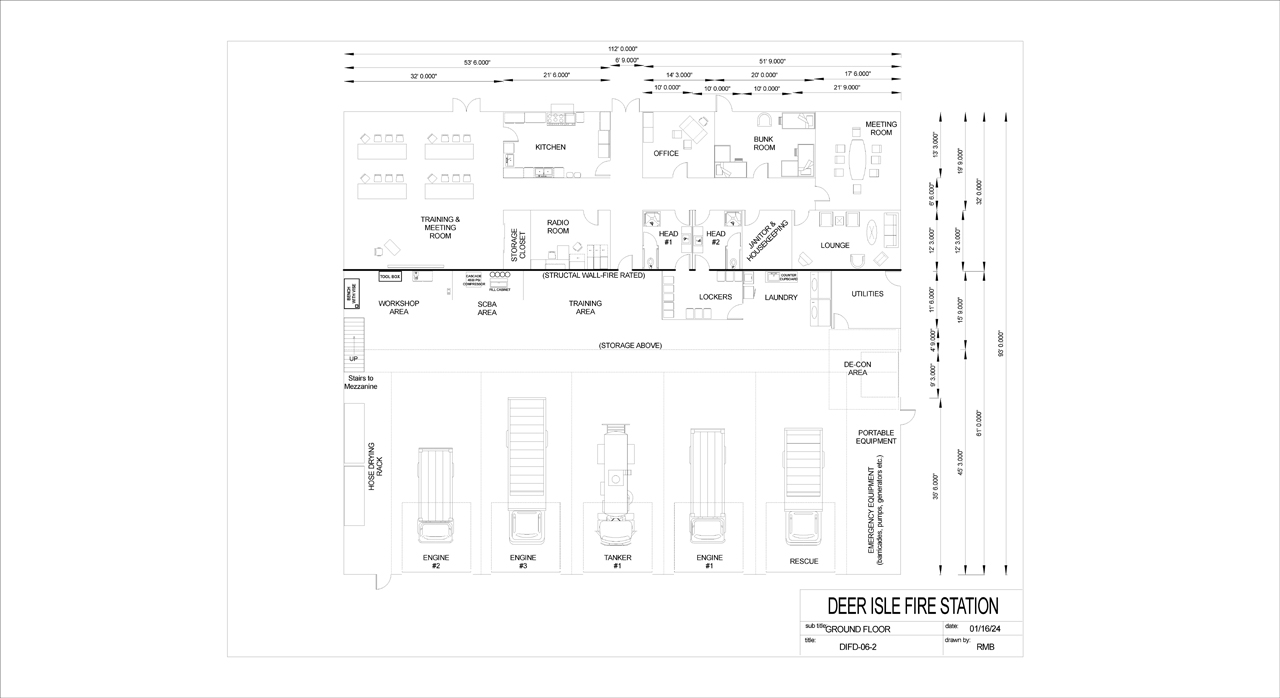 112' 0.000"
53' 6.000"
6' 9.000"
51' 9.000"
32' 0.000"
21' 6.000"
14' 3.000"
20' 0.000"
17' 6.000"
10' 0.000"
10' 0.000"
10' 0.000"
21' 9.000"
KITCHEN
OFFICE
BUNK
ROOM
MEETING
ROOM
TRAINING &
MEETING
ROOM
STORAGE
CLOSET
RADIO
ROOM
HEAD
#1
HEAD
#2
JANITOR &
HOUSEKEEPING
LOUNGE
13' 3.000"
6' 6.000"
12' 3.000"
19' 9.000"
12' 3.000"
32' 0.000"
(STRUCTAL WALL-FIRE RATED)
TOOL BOX
BENCH
WITH VISE
WORKSHOP
AREA
CASCADE
COMPRESSOR
FILL CABINET
SCBA
AREA
TRAINING
AREA
LOCKERS
LAUNDRY
COUNTER
CUPBOARD
UTILITIES
(STORAGE ABOVE)
UP
Stairs to
Mezzanine
DE-CON
AREA
11' 6.000"
4' 9.000"
9' 3.000"
15' 9.000"
93' 0.000"
61' 0.000"
45' 3.000"
35' 6.000"
HOSE DRYING
RACK
PORTABLE
EQUIPMENT
EMERGENCY EQUIPMENT
(barricades, pumps, generators etc.)
ENGINE
#2
ENGINE
#3
TANKER
#1
ENGINE
#1
RESCUE
DEER ISLE FIRE STATION
sub title: GROUND FLOOR
date: 01/16/24
title: DIFD-06-2
drawn by: RMB